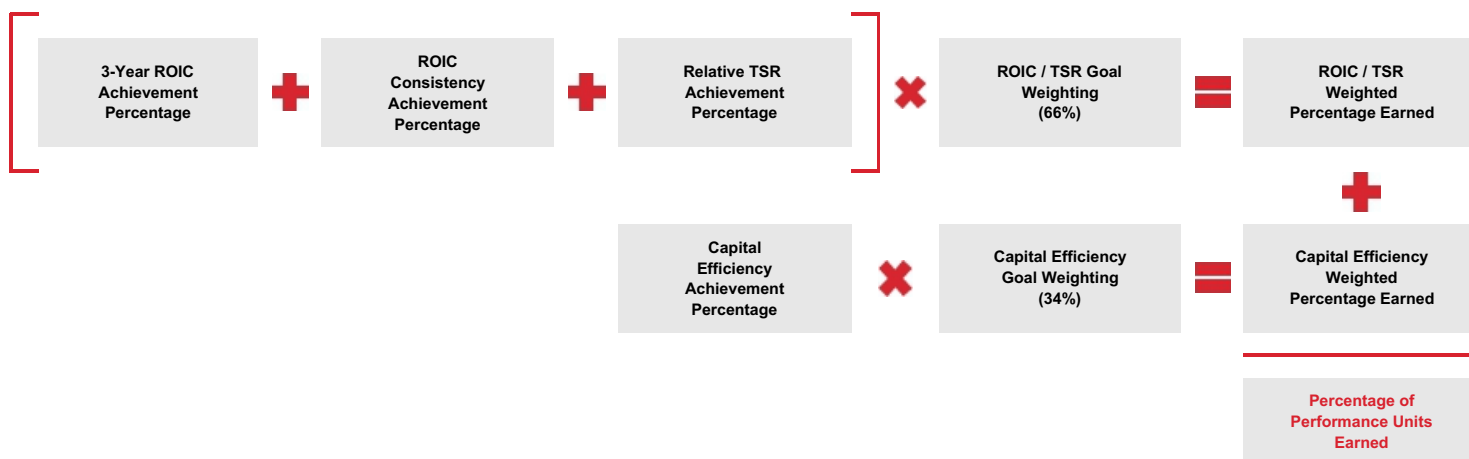 3-Year ROIC
Achievement
Percentage
ROIC
Consistency
Achievement
Percentage
Relative TSR
Achievement
Percentage
ROIC / TSR Goal
Weighting
(66%)
ROIC / TSR
Weighted
Percentage Earned
Capital
Efficiency
Achievement
Percentage
Capital Efficiency
Goal Weighting
(34%)
Capital Efficiency
Weighted
Percentage Earned
Percentage of
Performance Units
Earned